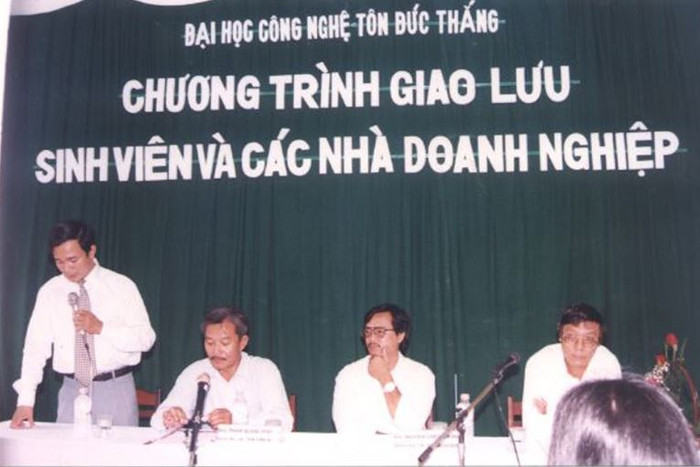 ĐẠI HỌC CÔNG NGHỆ TÔN ĐỨC THẮNG
CHƯƠNG TRÌNH GIAO LƯU
SINH VIÊN VÀ CÁC NHÀ DOANH NGHIỆP